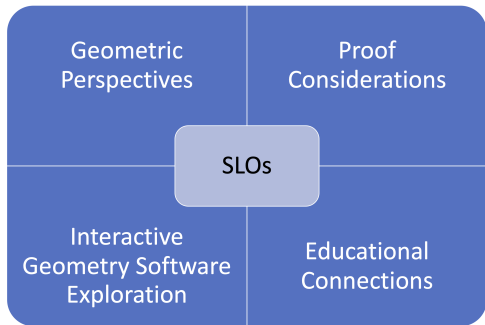 Geometric
Perspectives
Proof
Considerations
SLOs
Interactive
Geometry Software
Exploration
Educational
Connections